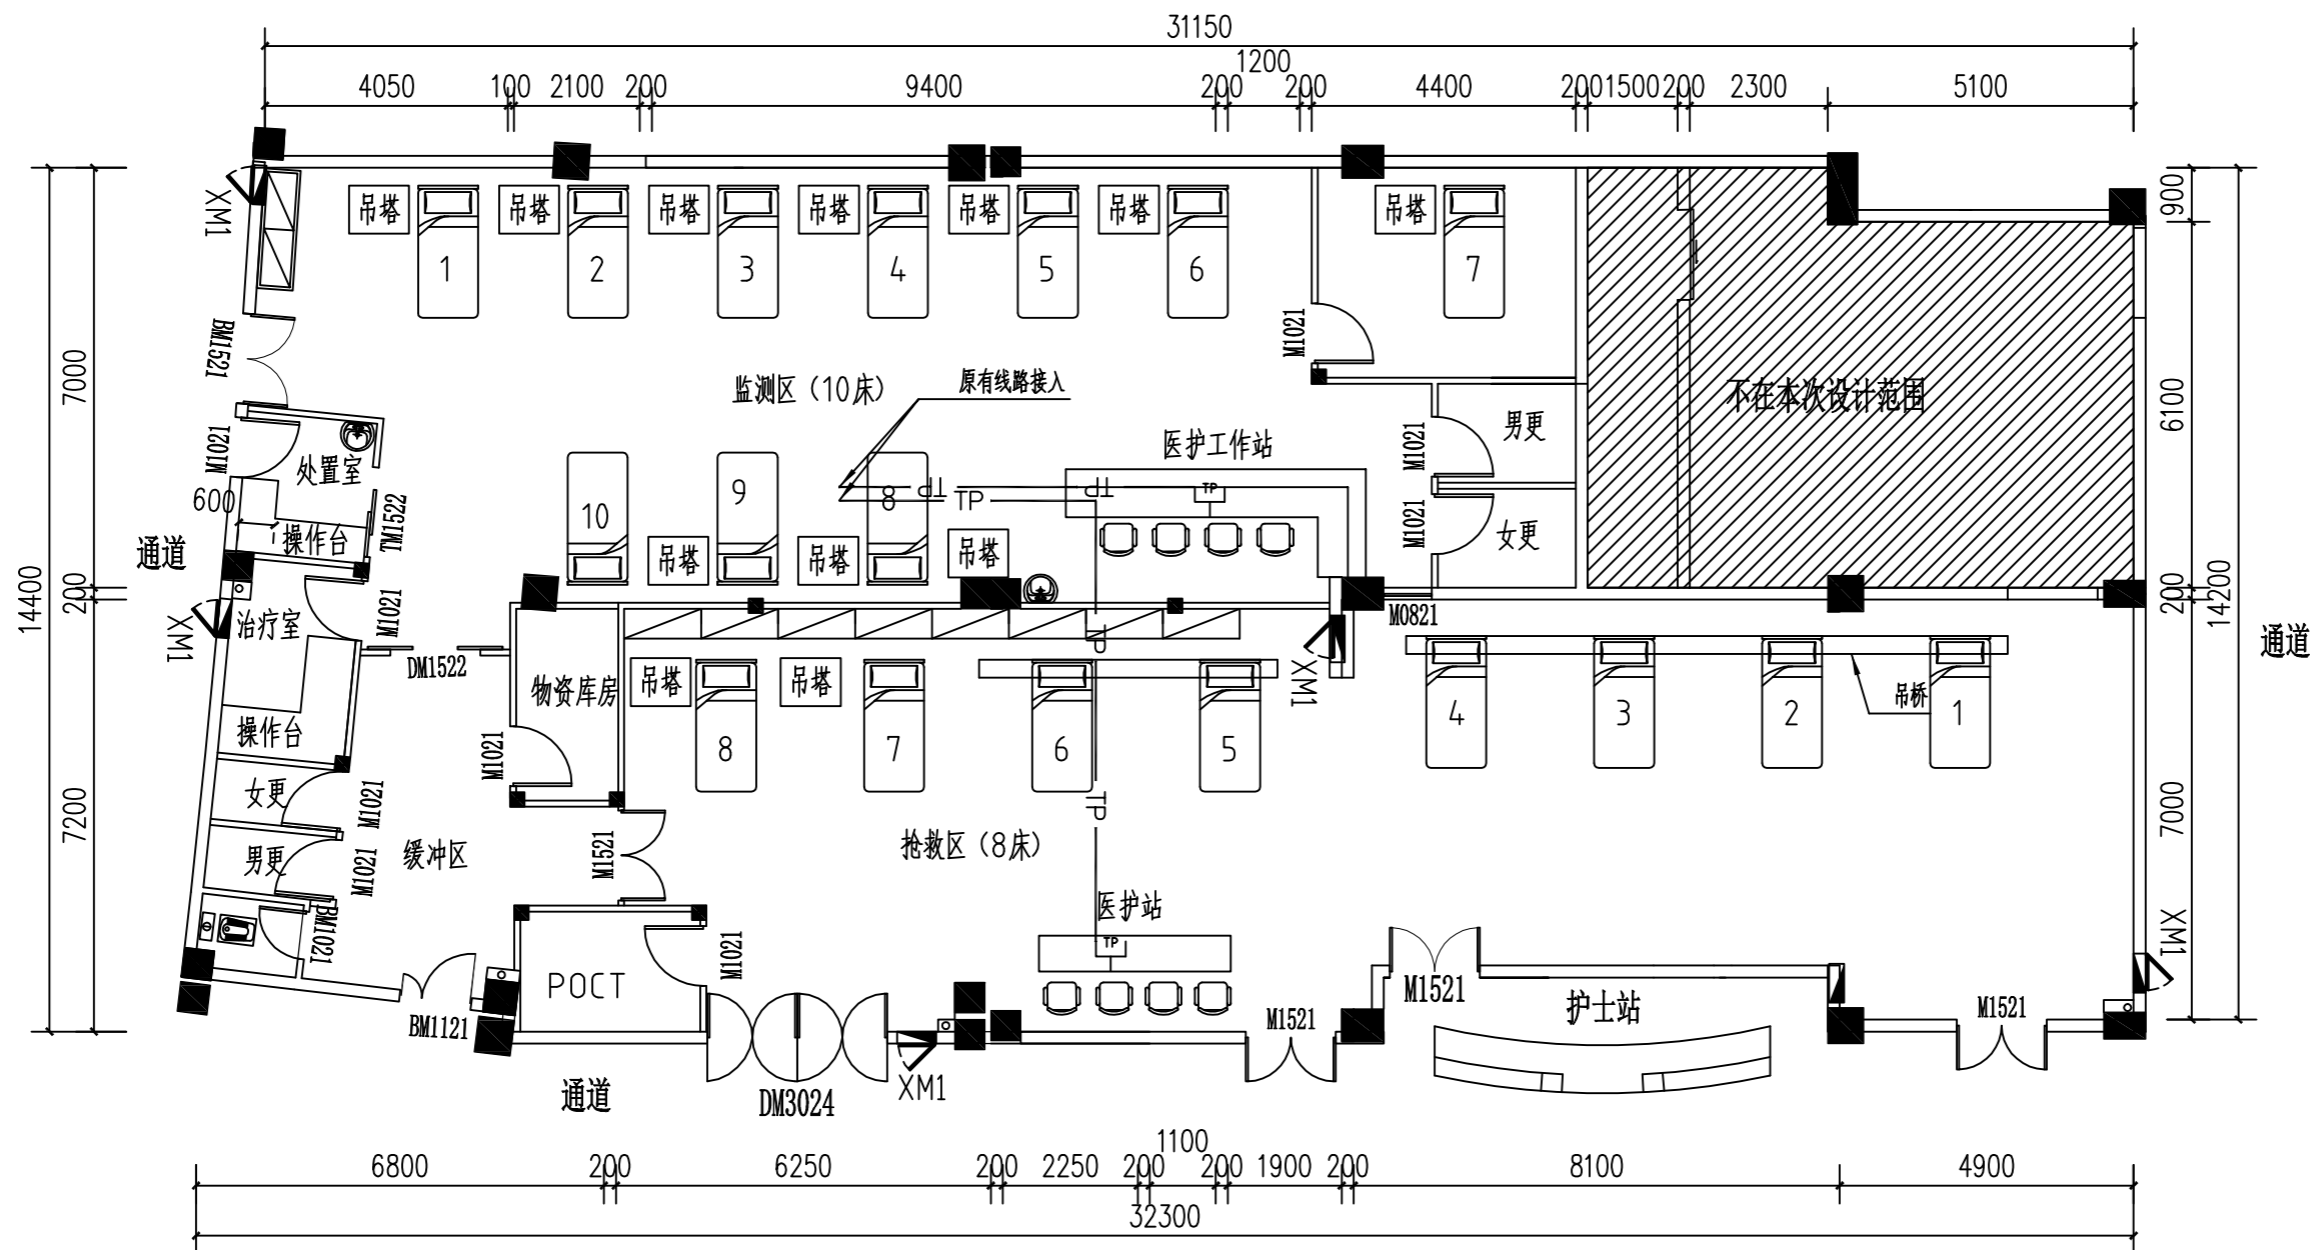 31150
1200
4050 100 2100 200 9400 200 200 4400 200 1500 200 2300 5100
吊塔 吊塔 吊塔 吊塔 吊塔 吊塔 吊塔
XM1
900
1 2 3 4 5 6 7
BM1521
M1021
7000
监测区（10床）
原有线路接入
不在本次设计范围
6100
男更
M1021
医护工作站
M1021
处置室
600
TP TP TP TP
10 9 8
M1021
女更
操作台
TM1522
通道
吊塔 吊塔 吊塔
14400
200
200
14200
XM1
治疗室
M1021
M0821
通道
DM1522
TP
物资库房
吊塔 吊塔
XM1
吊桥
操作台
8 7 6 5 4 3 2 1
M1021
女更
M1021
7200
TP
7000
男更
M1021
缓冲区
M1521
抢救区（8床）
医护站
BM1021
M1021
TP
XM1
POCT
M1521
护士站
BM1121
M1521
M1521
通道
DM3024
XM1
1100
6800 200 6250 200 2250 200 200 1900 200 8100 4900
32300